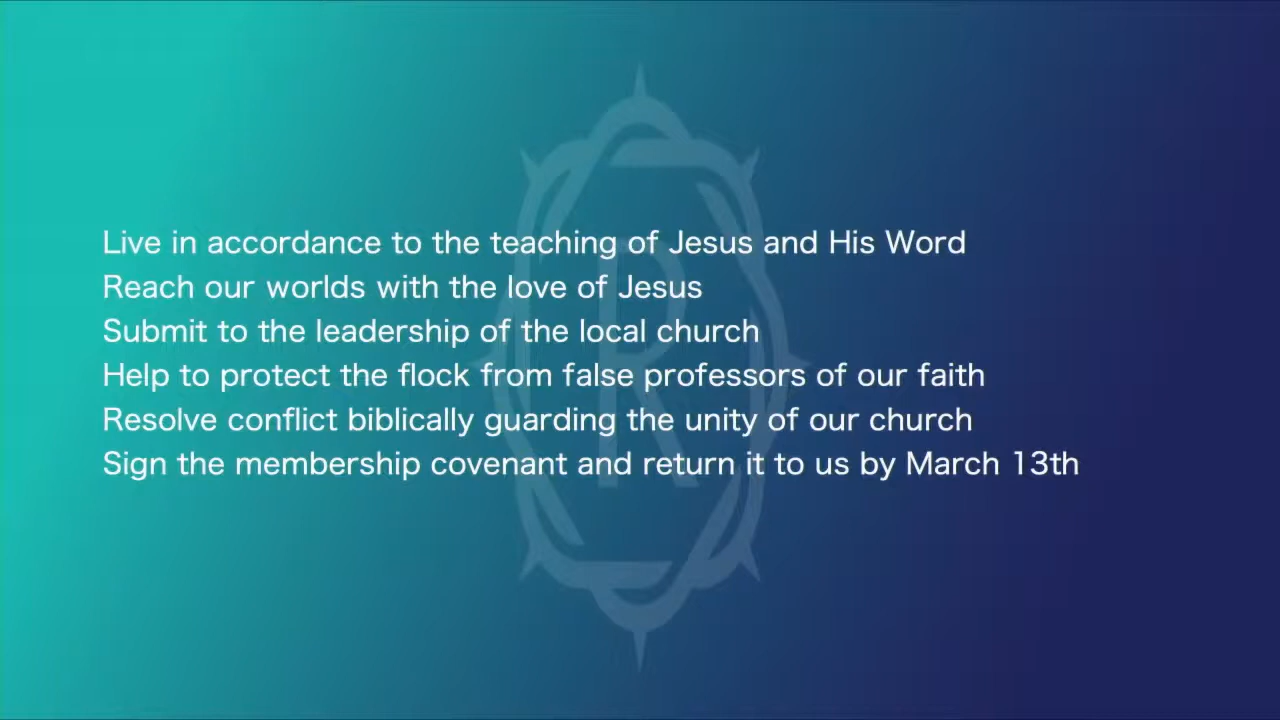 Live in accordance to the teaching of Jesus and His Word
Reach our worlds with the love of Jesus
Submit to the leadership of the local church
Help to protect the flock from false professors of our faith
Resolve conflict biblically guarding the unity of our church
Sign the membership covenant and return it to us by March 13th
R